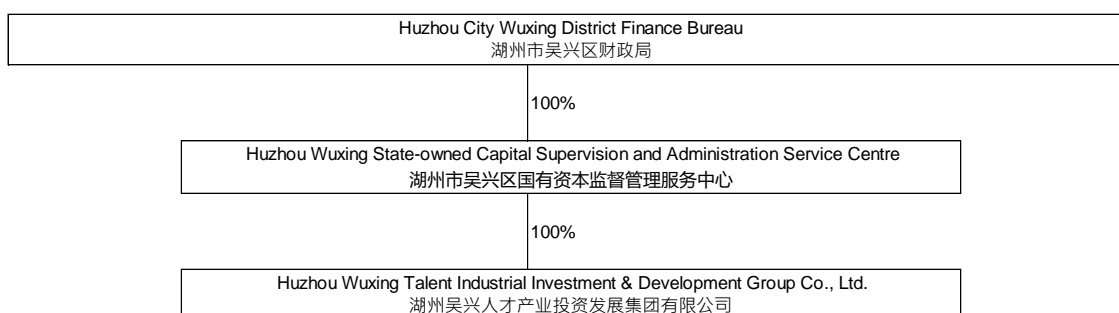 Huzhou City Wuxing District Finance Bureau
湖州市吴兴区财政局
100%
Huzhou Wuxing State-owned Capital Supervision and Administration Service Centre
湖州市吴兴区国有资本监督管理服务中心
100%
Huzhou Wuxing Talent Industrial Investment & Development Group Co., Ltd.
湖州吴兴人才产业投资发展集团有限公司